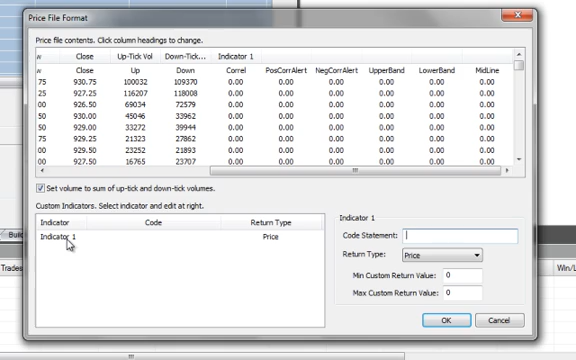 Price File Format
Price file contents. Click column headings to change.
w Close Up-Tick Vol Down-Tick... Indicator 1
w Close Up Down Correl PosCorrAlert NegCorrAlert UpperBand LowerBand MidLine
75 930.75 100032 109370 0.00 0.00 0.00 0.00 0.00 0.00
25 927.25 116207 118008 0.00 0.00 0.00 0.00 0.00 0.00
00 926.50 69034 72579 0.00 0.00 0.00 0.00 0.00 0.00
50 930.00 45046 33962 0.00 0.00 0.00 0.00 0.00 0.00
50 929.00 33272 39944 0.00 0.00 0.00 0.00 0.00 0.00
75 929.25 21323 27862 0.00 0.00 0.00 0.00 0.00 0.00
00 923.50 23252 21893 0.00 0.00 0.00 0.00 0.00 0.00
00 927.50 16765 23707 0.00 0.00 0.00 0.00 0.00 0.00
Set volume to sum of up-tick and down-tick volumes.
Custom Indicators. Select indicator and edit at right.
Indicator Code Return Type
Indicator 1 Price
Indicator 1
Code Statement:
Return Type: Price
Min Custom Return Value: 0
Max Custom Return Value: 0
OK Cancel
Build
Trades
Win/L